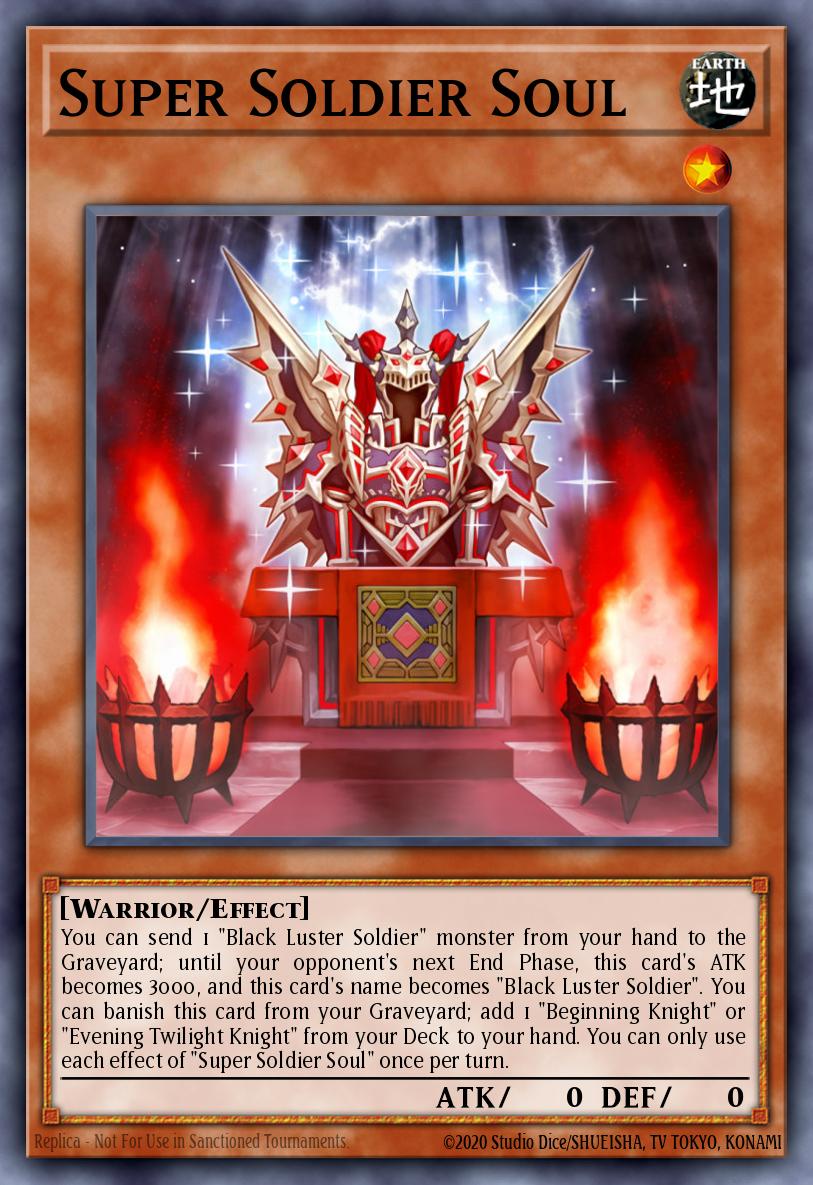 Super Soldier Soul
EARTH
地
[Warrior/Effect]
You can send 1 "Black Luster Soldier" monster from your hand to the
Graveyard; until your opponent's next End Phase, this card's ATK
becomes 3000, and this card's name becomes "Black Luster Soldier". You
can banish this card from your Graveyard; add 1 "Beginning Knight" or
"Evening Twilight Knight" from your Deck to your hand. You can only use
each effect of "Super Soldier Soul" once per turn.
ATK/ 0 DEF/ 0
Replica - Not For Use in Sanctioned Tournaments.
©2020 Studio Dice/SHUEISHA, TV TOKYO, KONAMI